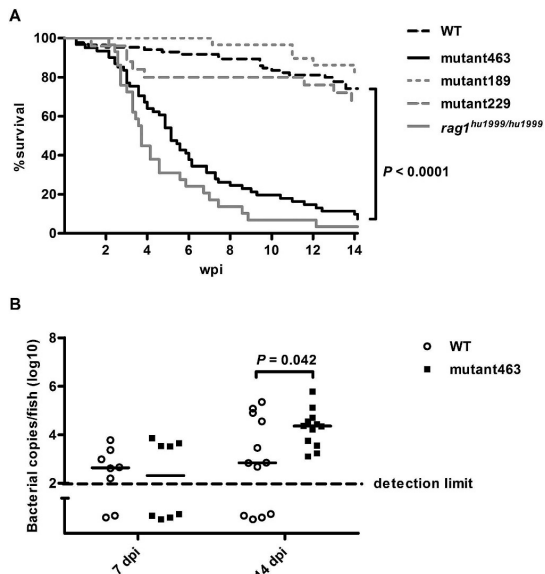 A
100
80
60
40
20
0
%survival
2 4 6 8 10 12 14
wpi
WT
mutant463
mutant189
mutant229
rag1hu1999/hu1999
P < 0.0001
B
8
6
4
2
0
Bacterial copies/fish (log10)
P = 0.042
WT
mutant463
detection limit
7 dpi
14 dpi